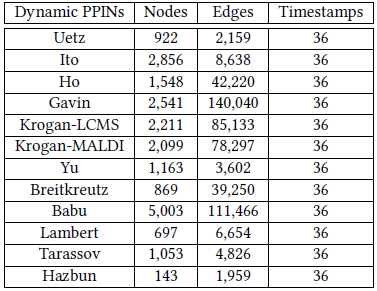 Dynamic PPINs Nodes Edges Timestamps
Uetz 922 2,159 36
Ito 2,856 8,638 36
Ho 1,548 42,220 36
Gavin 2,541 140,040 36
Krogan-LCMS 2,211 85,133 36
Krogan-MALDI 2,099 78,297 36
Yu 1,163 3,602 36
Breitkreutz 869 39,250 36
Babu 5,003 111,466 36
Lambert 697 6,654 36
Tarassov 1,053 4,826 36
Hazbun 143 1,959 36